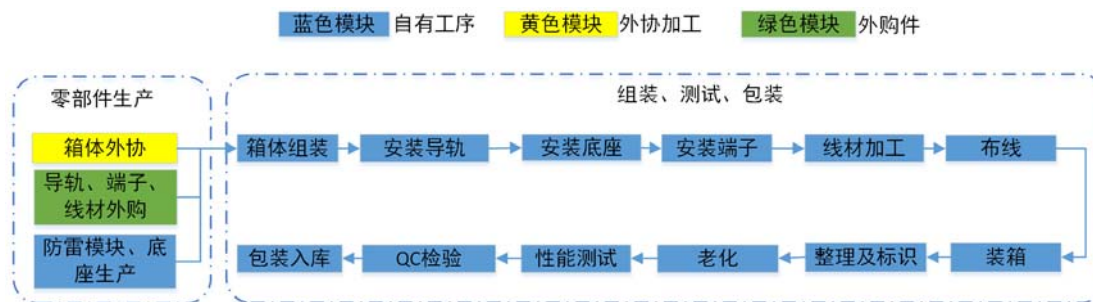 蓝色模块 自有工序 黄色模块 外协加工 绿色模块 外购件
零部件生产
箱体外协
导轨、端子、
线材外购
防雷模块、底
座生产
组装、测试、包装
箱体组装 安装导轨 安装底座 安装端子 线材加工 布线
包装入库 QC检验 性能测试 老化 整理及标识 装箱